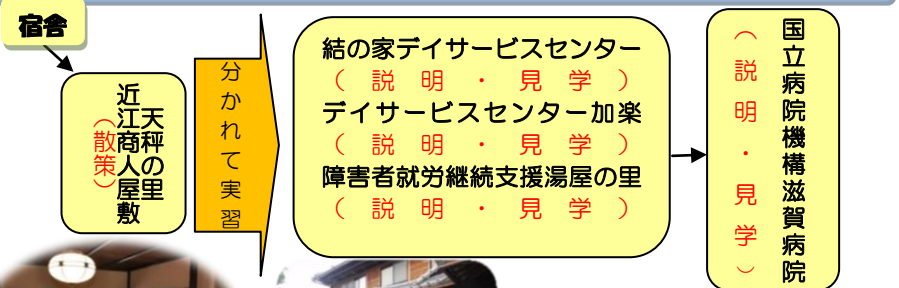 宿舎
天秤の里
近江商人屋敷
（散策）
分かれて実習
結の家デイサービスセンター
（説明・見学）
デイサービスセンター加楽
（説明・見学）
障害者就労継続支援湯屋の里
（説明・見学）
国立病院機構滋賀病院
（説明・見学）